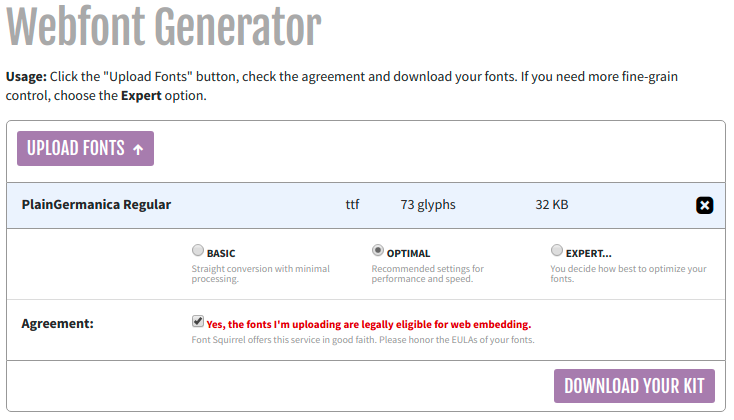 Webfont Generator
Usage: Click the "Upload Fonts" button, check the agreement and download your fonts. If you need more fine-grain
control, choose the Expert option.
UPLOAD FONTS ↑
PlainGermanica Regular ttf 73 glyphs 32 KB
BASIC
Straight conversion with minimal
processing.
OPTIMAL
Recommended settings for
performance and speed.
EXPERT...
You decide how best to optimize your
fonts.
Agreement:
Yes, the fonts I'm uploading are legally eligible for web embedding.
Font Squirrel offers this service in good faith. Please honor the EULAs of your fonts.
DOWNLOAD YOUR KIT